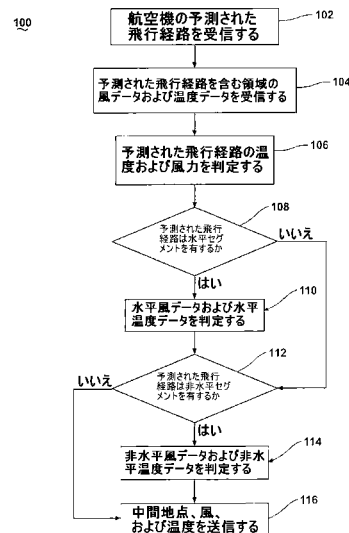 100
航空機の予測された
飛行経路を受信する
102
予測された飛行経路を含む領域の
風データおよび温度データを受信する
104
予測された飛行経路の温
度および風力を判定する
106
108
予測された飛行
経路は水平セグ
メントを有するか
いいえ
はい
110
水平風データおよび水平
温度データを判定する
112
予測された飛行
経路は非水平セグ
メントを有するか
いいえ
はい
114
非水平風データおよび非水
平温度データを判定する
116
中間地点、風、
および温度を送信する